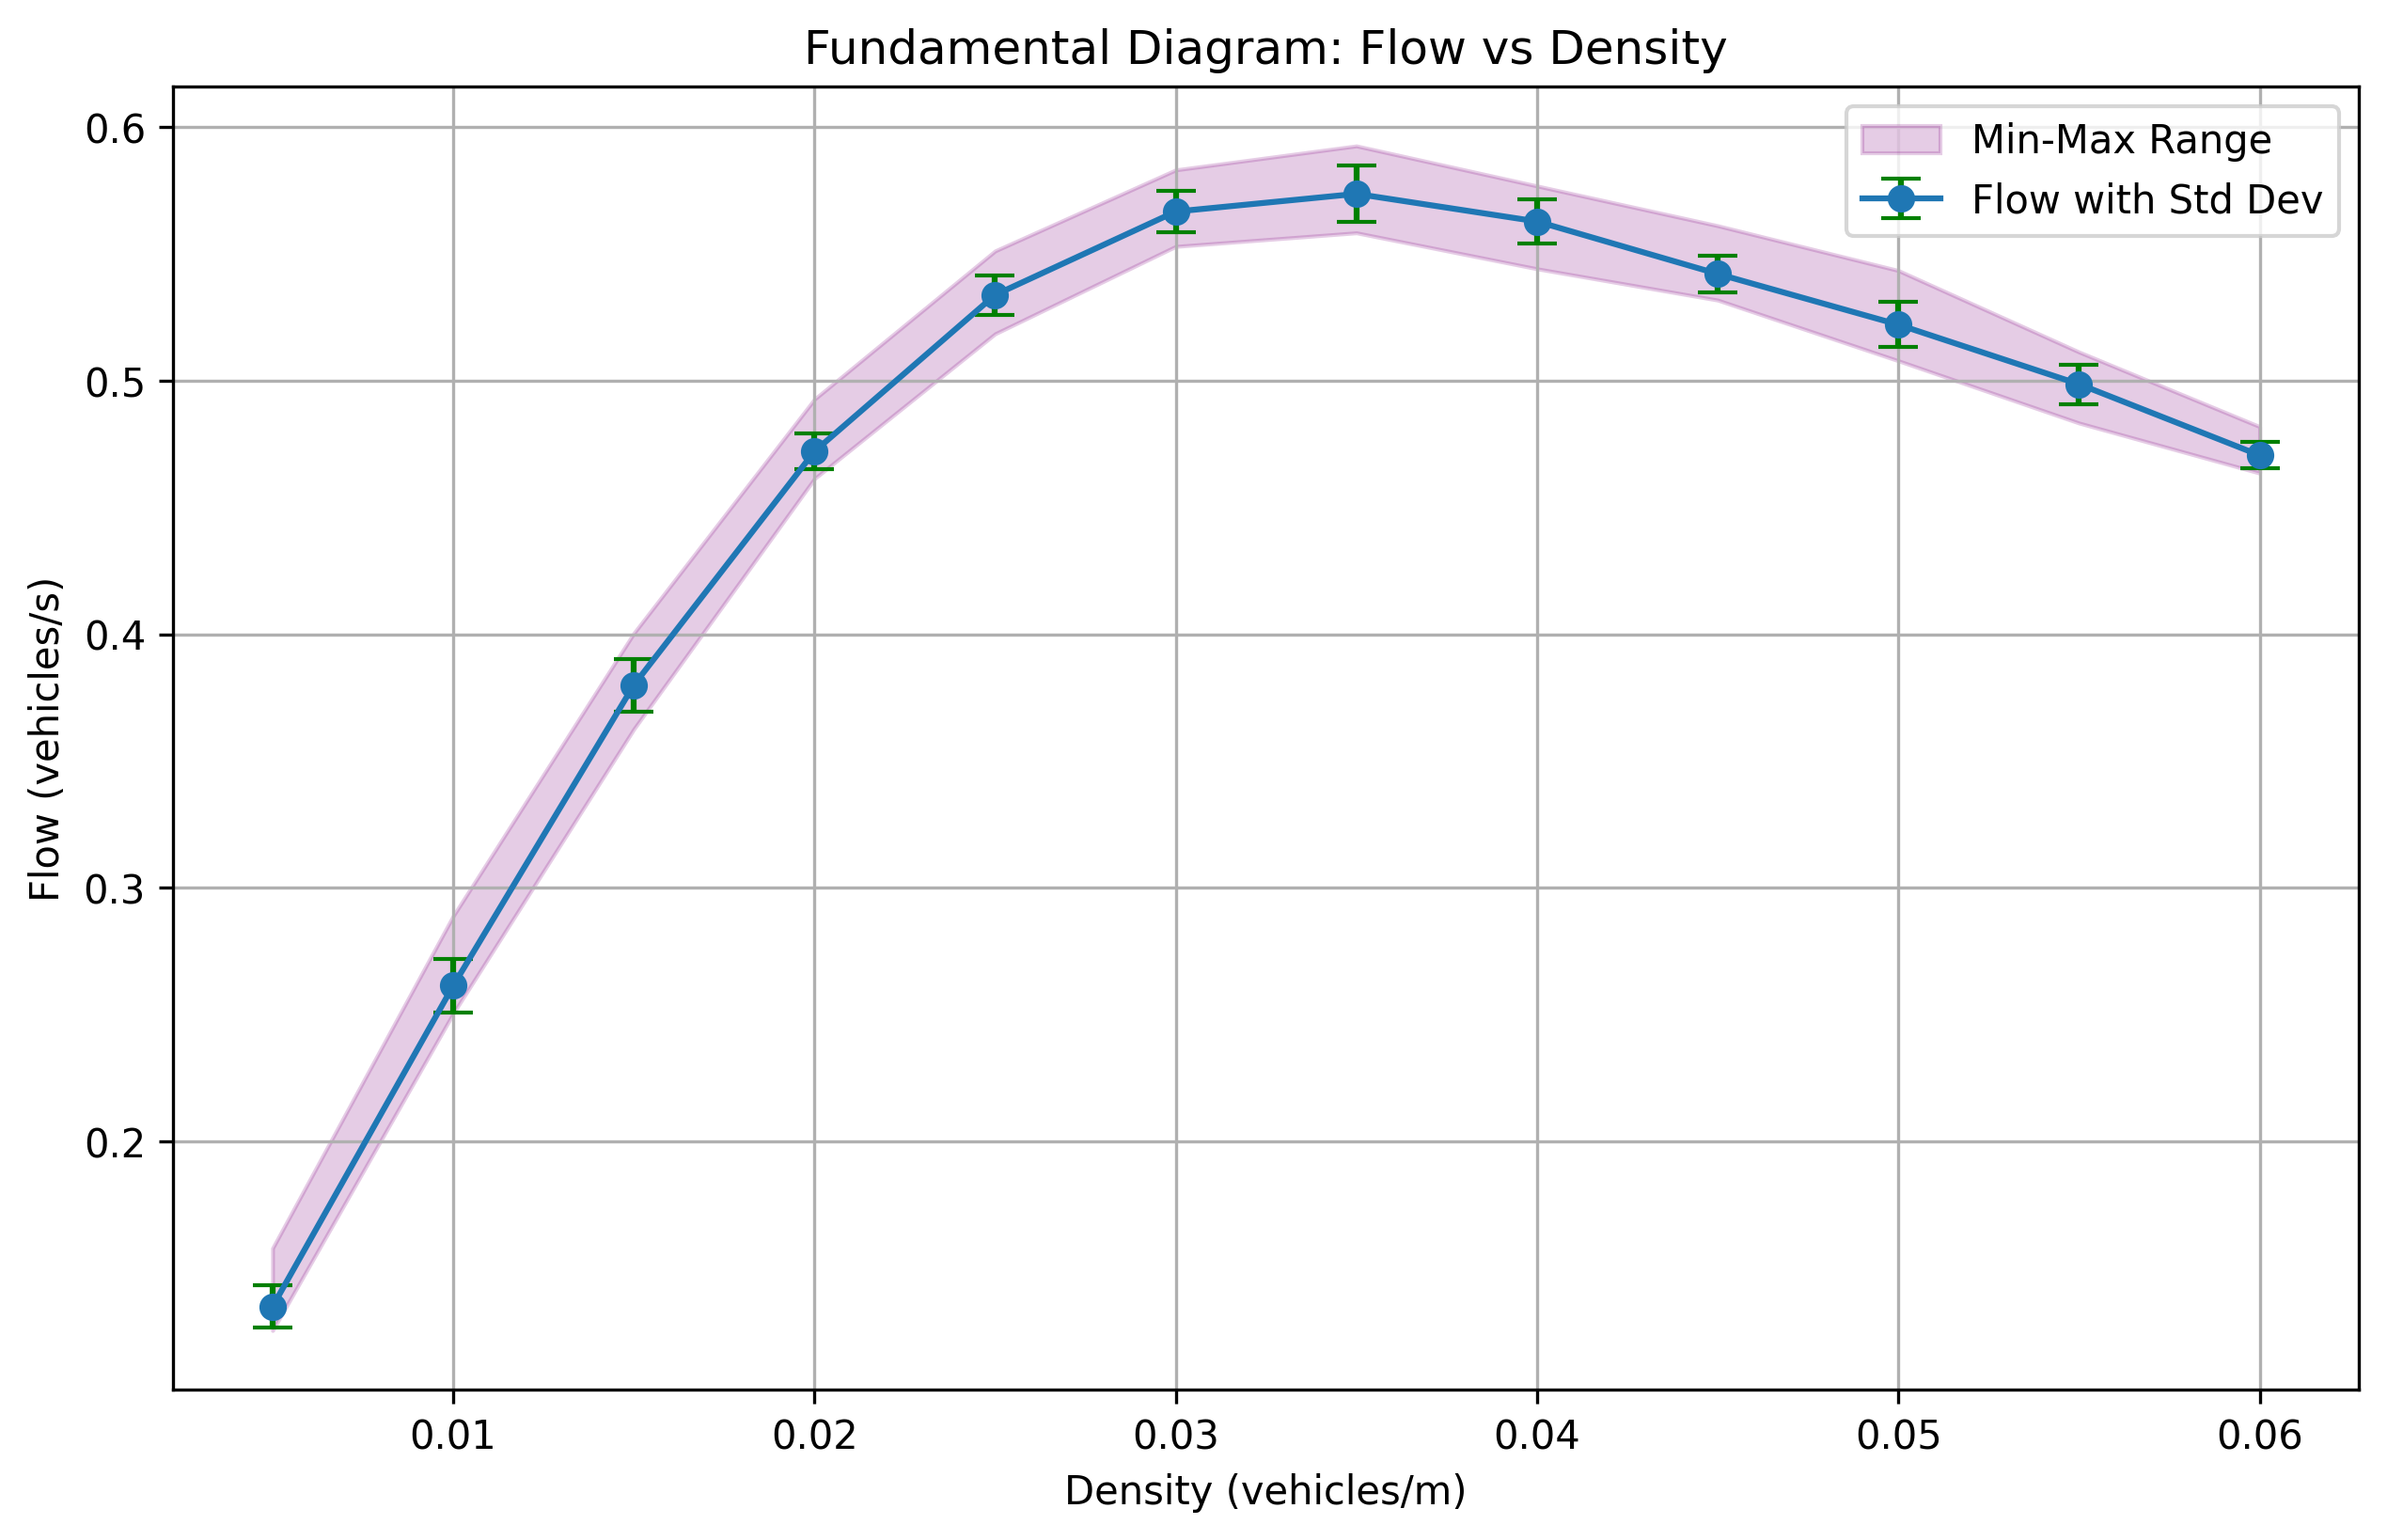 Fundamental Diagram: Flow vs Density
Min-Max Range
Flow with Std Dev
Flow (vehicles/s)
0.6
0.5
0.4
0.3
0.2
0.01 0.02 0.03 0.04 0.05 0.06
Density (vehicles/m)